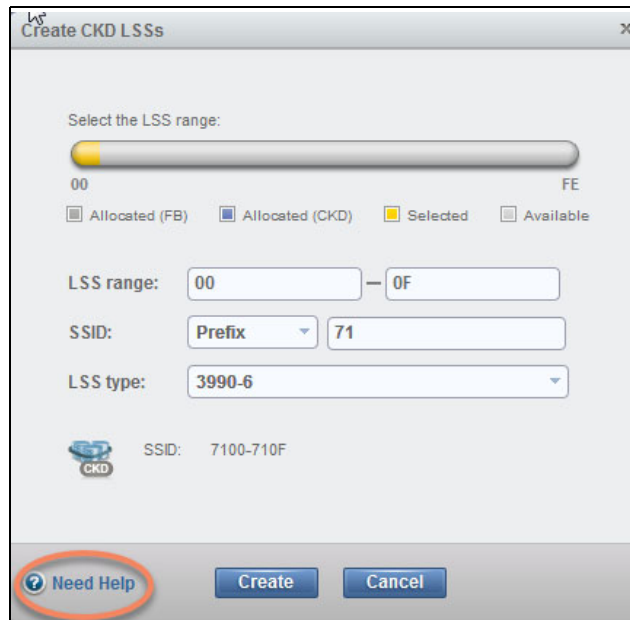 Create CKD LSSs x
Select the LSS range:
00 FE
Allocated (FB) Allocated (CKD) Selected Available
LSS range: 00 — 0F
SSID: Prefix 71
LSS type: 3990-6
CKD SSID: 7100-710F
? Need Help Create Cancel